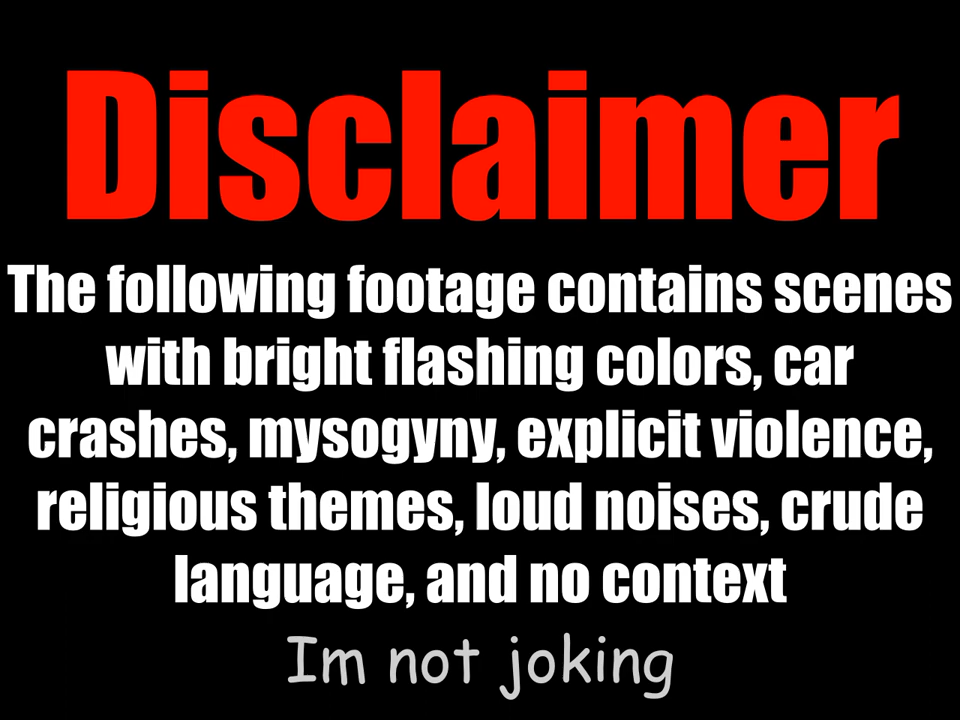 Disclaimer
The following footage contains scenes
with bright flashing colors, car
crashes, mysogyny, explicit violence,
religious themes, loud noises, crude
language, and no context
Im not joking